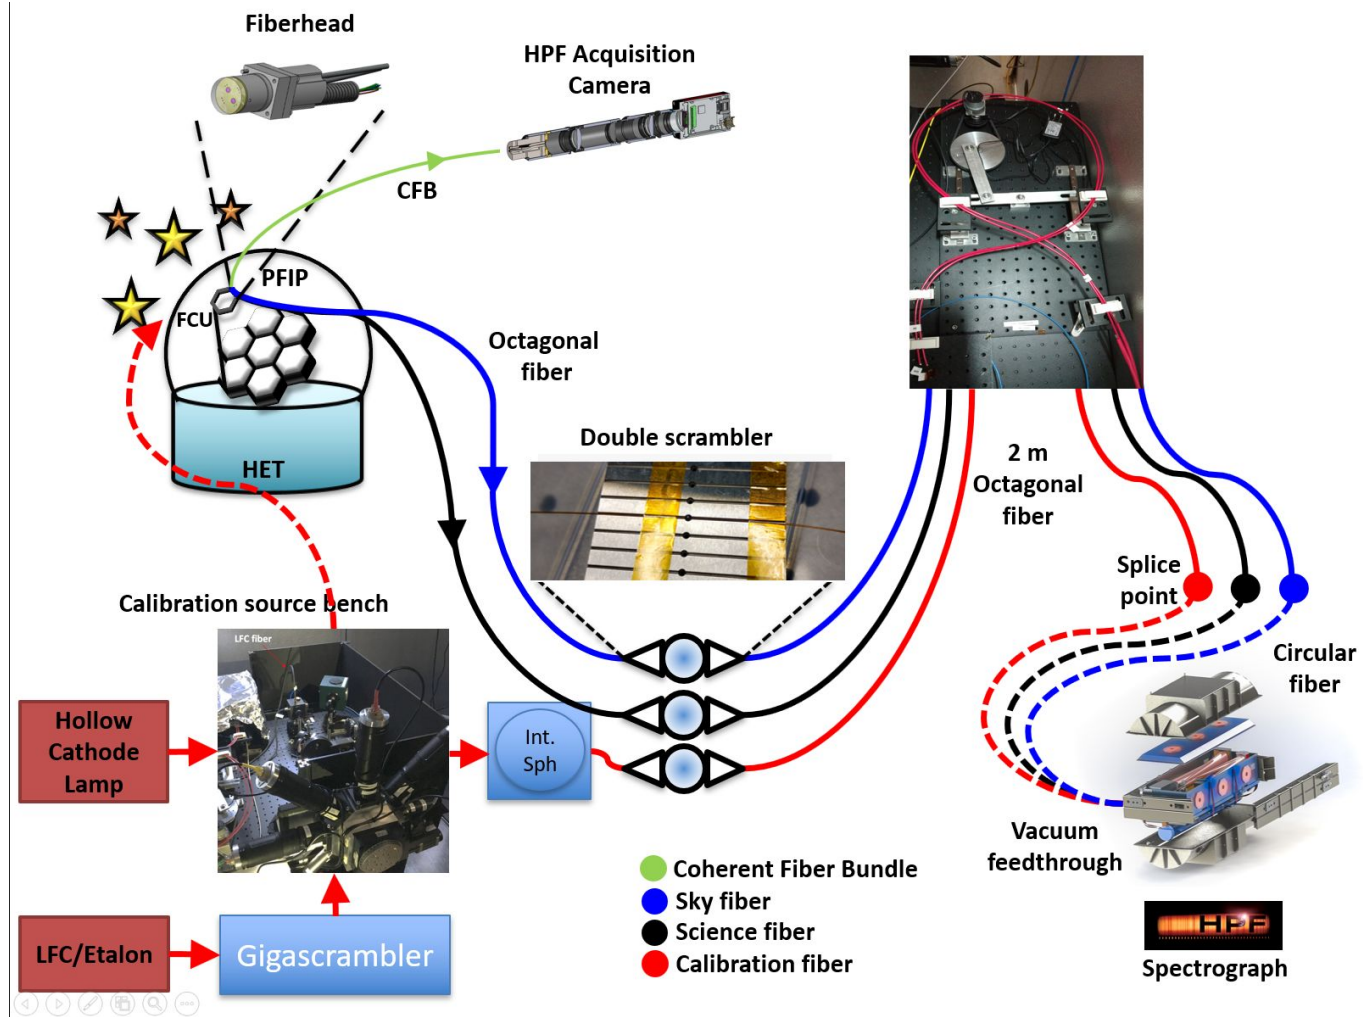 Fiberhead
HPF Acquisition
Camera
CFB
PFIP
FCU
HET
Octagonal
fiber
Double scrambler
2 m
Octagonal
fiber
Splice
point
Circular
fiber
Calibration source bench
LFC fiber
Hollow
Cathode
Lamp
Int.
Sph
Vacuum
feedthrough
LFC/Etalon
Gigascrambler
Coherent Fiber Bundle
Sky fiber
Science fiber
Calibration fiber
HPF
Spectrograph